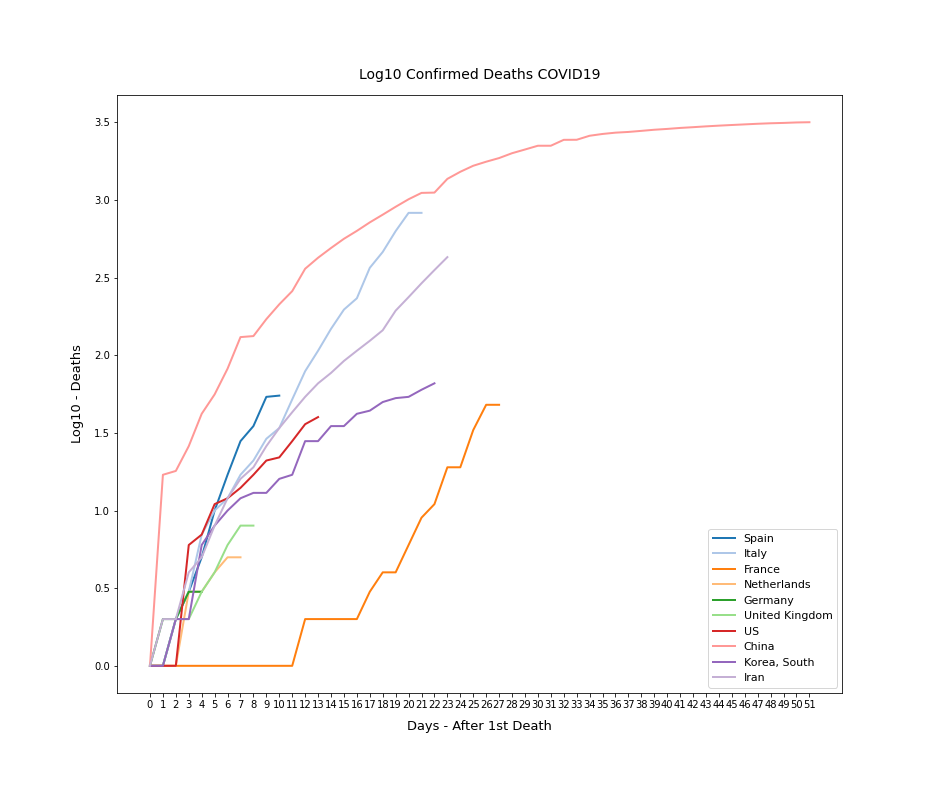 Log10 Confirmed Deaths COVID19
3.5
3.0
2.5
2.0
1.5
1.0
0.5
0.0
Log10 - Deaths
Spain
Italy
France
Netherlands
Germany
United Kingdom
US
China
Korea, South
Iran
0 1 2 3 4 5 6 7 8 9 10 11 12 13 14 15 16 17 18 19 20 21 22 23 24 25 26 27 28 29 30 31 32 33 34 35 36 37 38 39 40 41 42 43 44 45 46 47 48 49 50 51
Days - After 1st Death